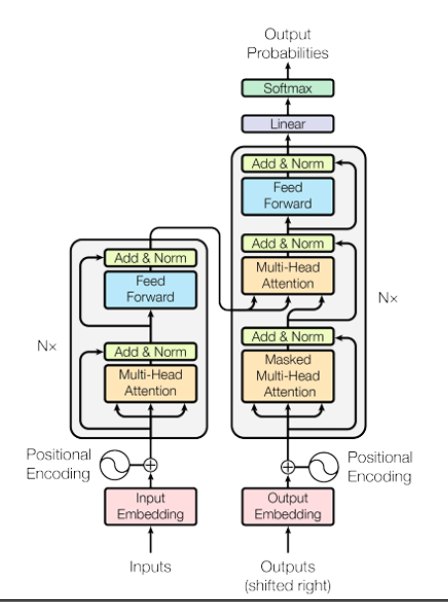 Output
Probabilities
Softmax
Linear
Add & Norm
Feed
Forward
Add & Norm
Multi-Head
Attention
Nx
Add & Norm
Masked
Multi-Head
Attention
Positional
Encoding
Output
Embedding
Outputs
(shifted right)
Add & Norm
Feed
Forward
Nx
Add & Norm
Multi-Head
Attention
Positional
Encoding
Input
Embedding
Inputs